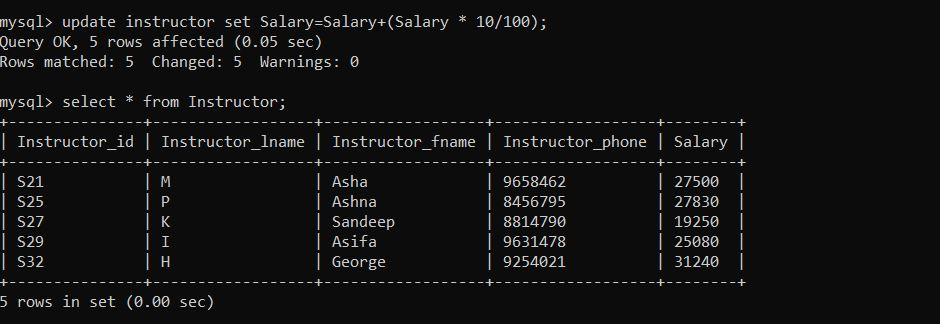 mysql> update instructor set Salary=Salary+(Salary * 10/100);
Query OK, 5 rows affected (0.05 sec)
Rows matched: 5  Changed: 5  Warnings: 0
mysql> select * from Instructor;
+---------------+------------------+------------------+------------------+--------+
| Instructor_id | Instructor_lname | Instructor_fname | Instructor_phone | Salary |
+---------------+------------------+------------------+------------------+--------+
| S21           | M                | Asha             | 9658462          | 27500  |
| S25           | P                | Ashna            | 8456795          | 27830  |
| S27           | K                | Sandeep          | 8814790          | 19250  |
| S29           | I                | Asifa            | 9631478          | 25080  |
| S32           | H                | George           | 9254021          | 31240  |
+---------------+------------------+------------------+------------------+--------+
5 rows in set (0.00 sec)